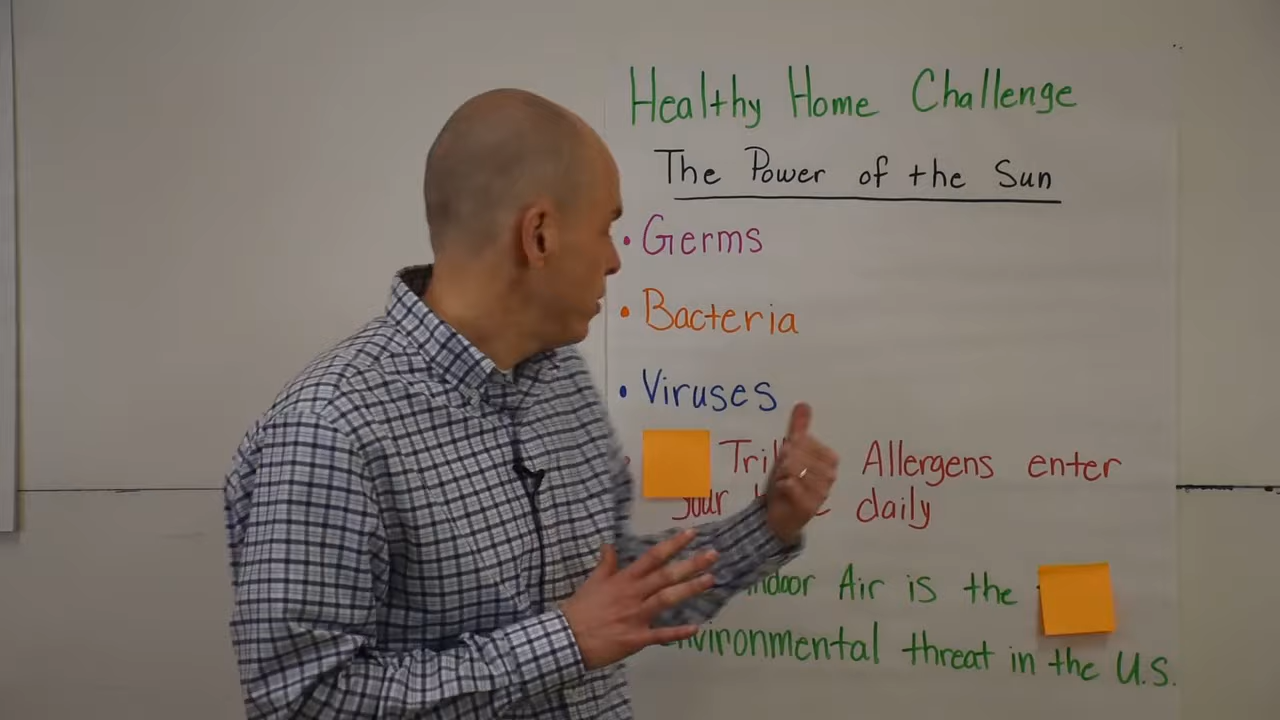 Healthy Home Challenge
The Power of the Sun
• Germs
• Bacteria
• Viruses
Allergens enter
your daily
Indoor Air is the
Environmental threat in the U.S.